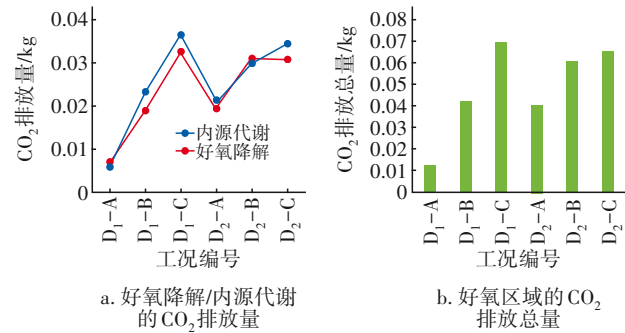 CO₂排放量/kg
0.04
0.03
0.02
0.01
0
内源代谢
好氧降解
D₁-A
D₁-B
D₁-C
D₂-A
D₂-B
D₂-C
工况编号
a. 好氧降解/内源代谢
的CO₂排放量
CO₂排放总量/kg
0.08
0.07
0.06
0.05
0.04
0.03
0.02
0.01
0
D₁-A
D₁-B
D₁-C
D₂-A
D₂-B
D₂-C
工况编号
b. 好氧区域的CO₂
排放总量